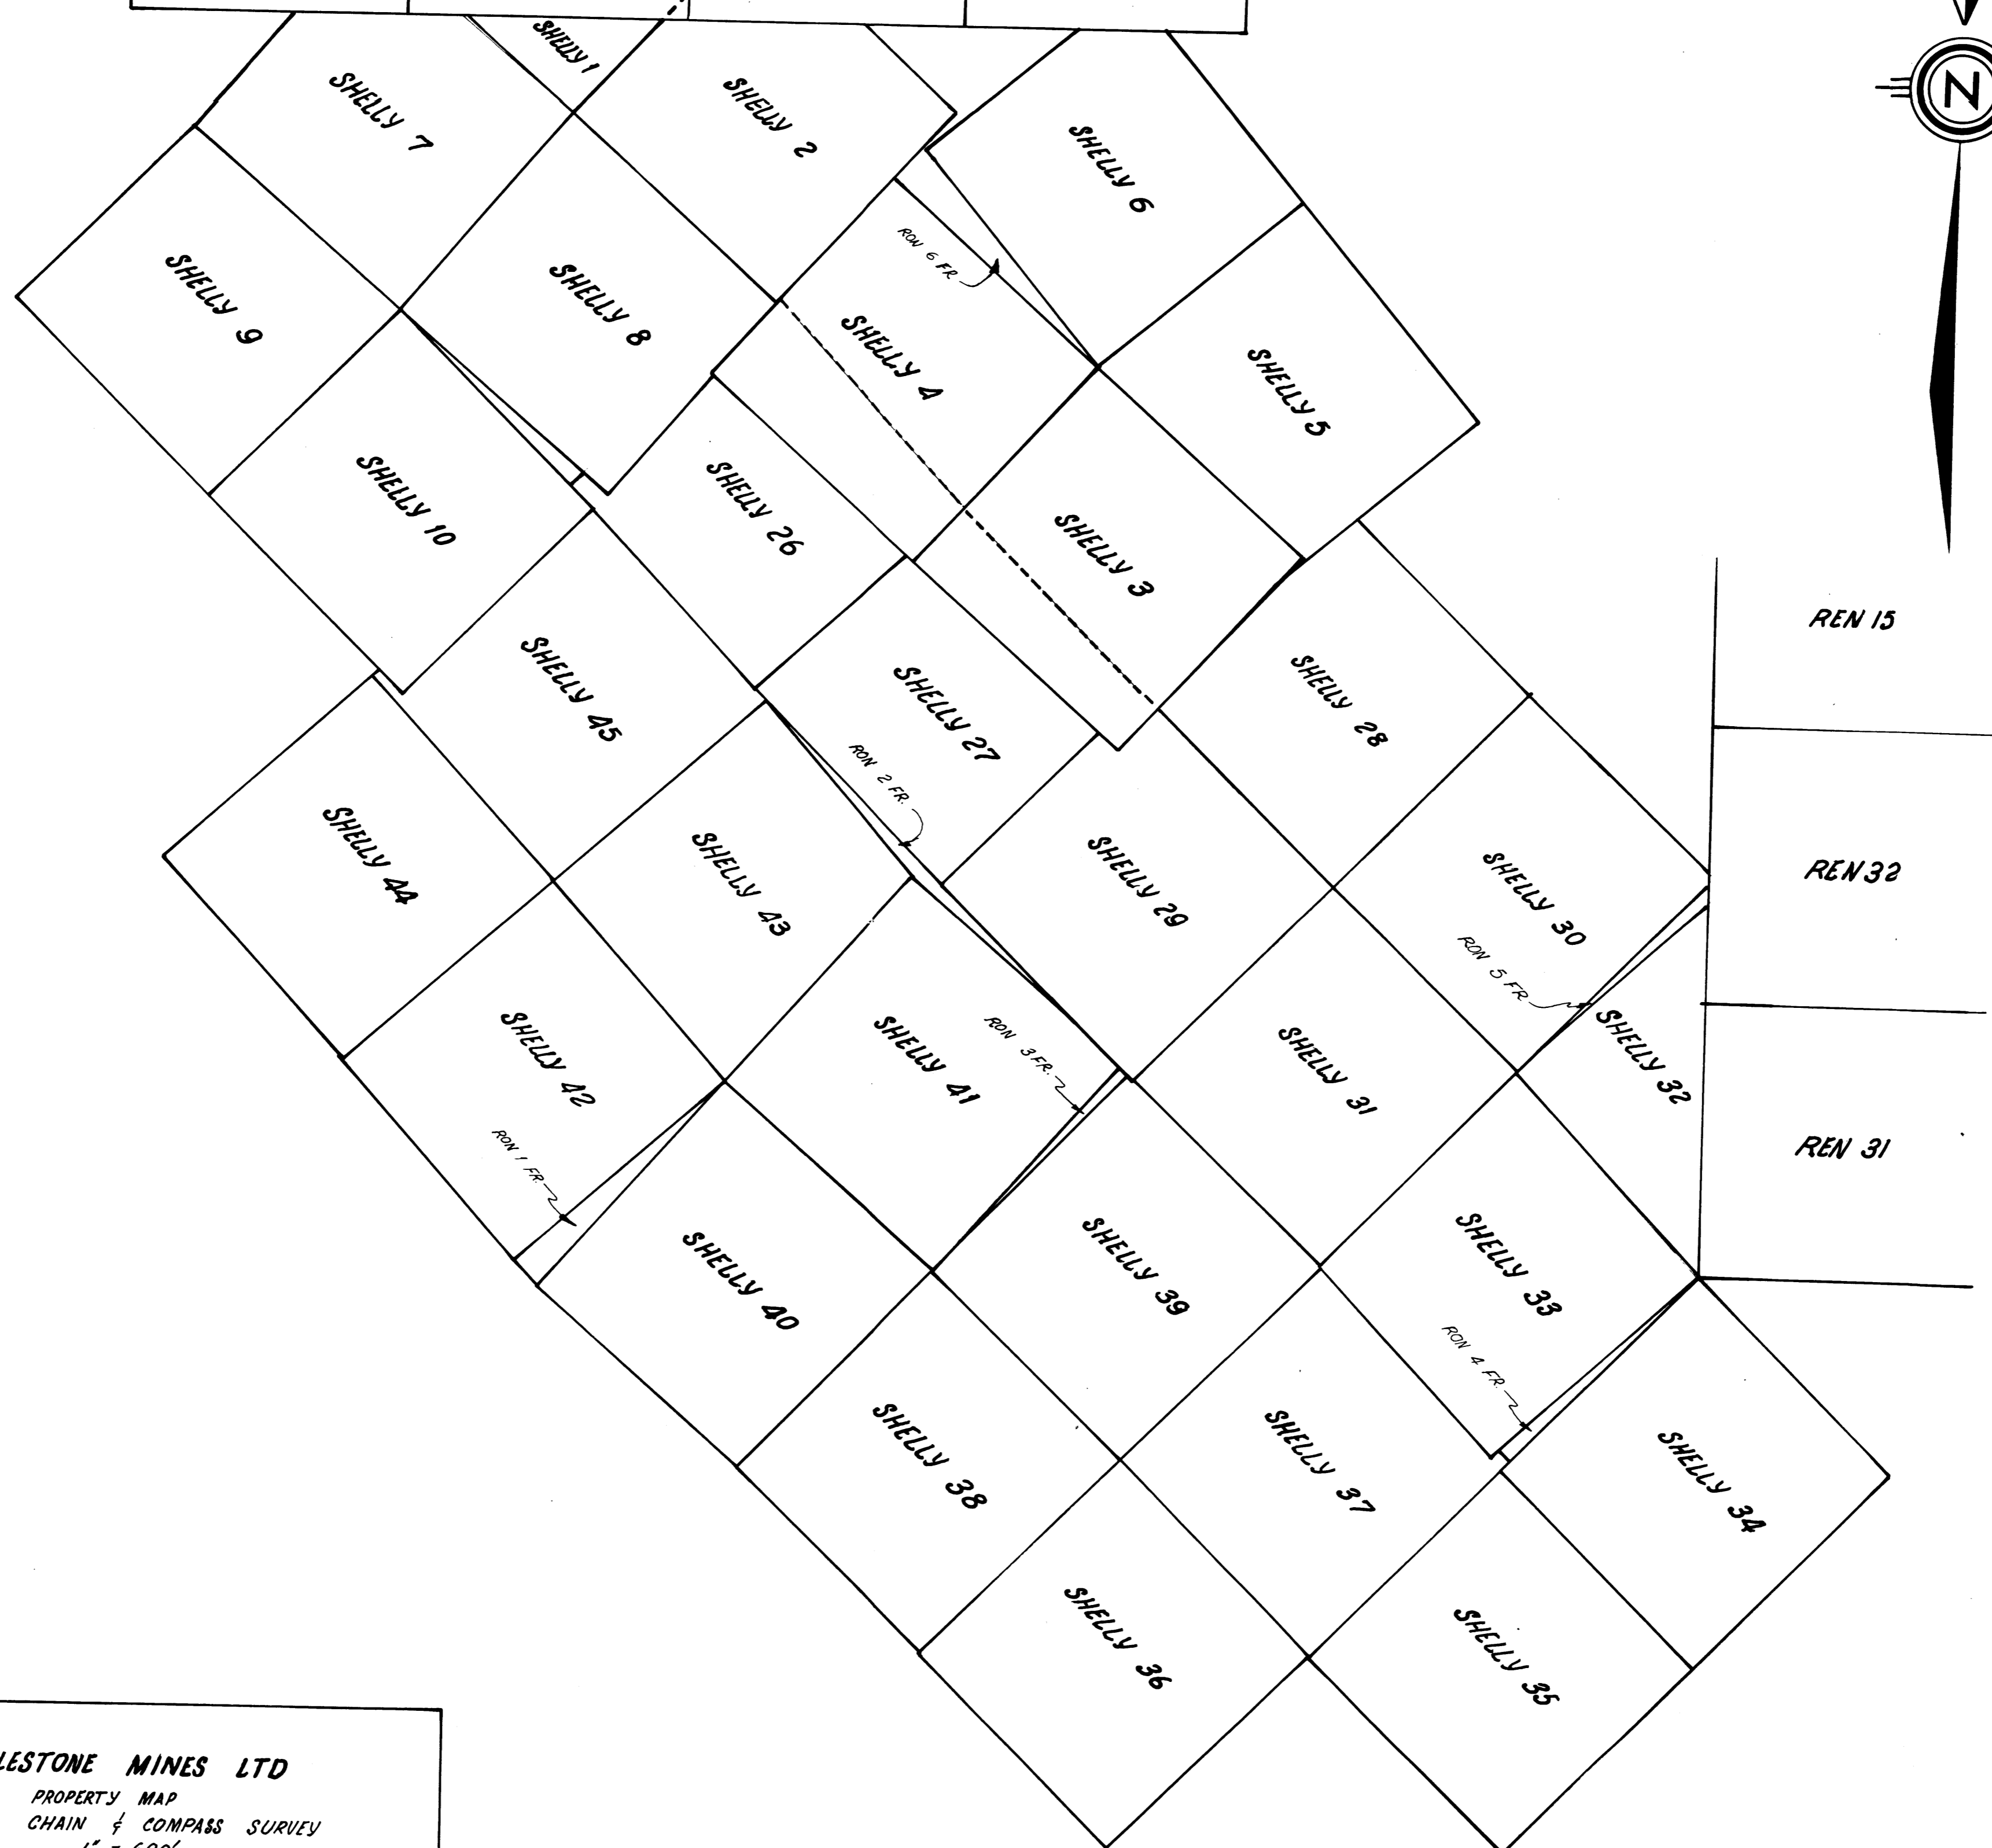 SHELLY 1
N
SHELLY 7
SHELLY 2
SHELLY 6
RON 6 FR
SHELLY 9
SHELLY 8
SHELLY 4
SHELLY 5
SHELLY 10
SHELLY 26
SHELLY 3
REN 15
SHELLY 45
SHELLY 27
SHELLY 28
RON 2 FR.
SHELLY 44
SHELLY 43
SHELLY 29
SHELLY 30
REN 32
RON 5 FR
SHELLY 42
SHELLY 41
RON 3 FR.
SHELLY 31
SHELLY 32
REN 31
RON 1 FR.
SHELLY 40
SHELLY 39
SHELLY 33
RON 4 FR.
SHELLY 38
SHELLY 37
SHELLY 34
SHELLY 36
SHELLY 35
LESTONE MINES LTD
PROPERTY MAP
CHAIN & COMPASS SURVEY